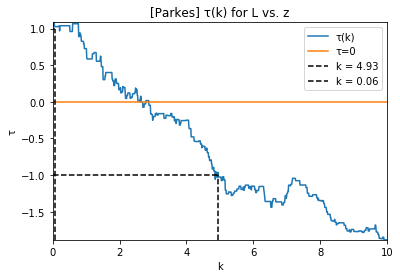 [Parkes] τ(k) for L vs. z
τ(k)
τ=0
k = 4.93
k = 0.06
1.0
0.5
0.0
−0.5
−1.0
−1.5
τ
0 2 4 6 8 10
k